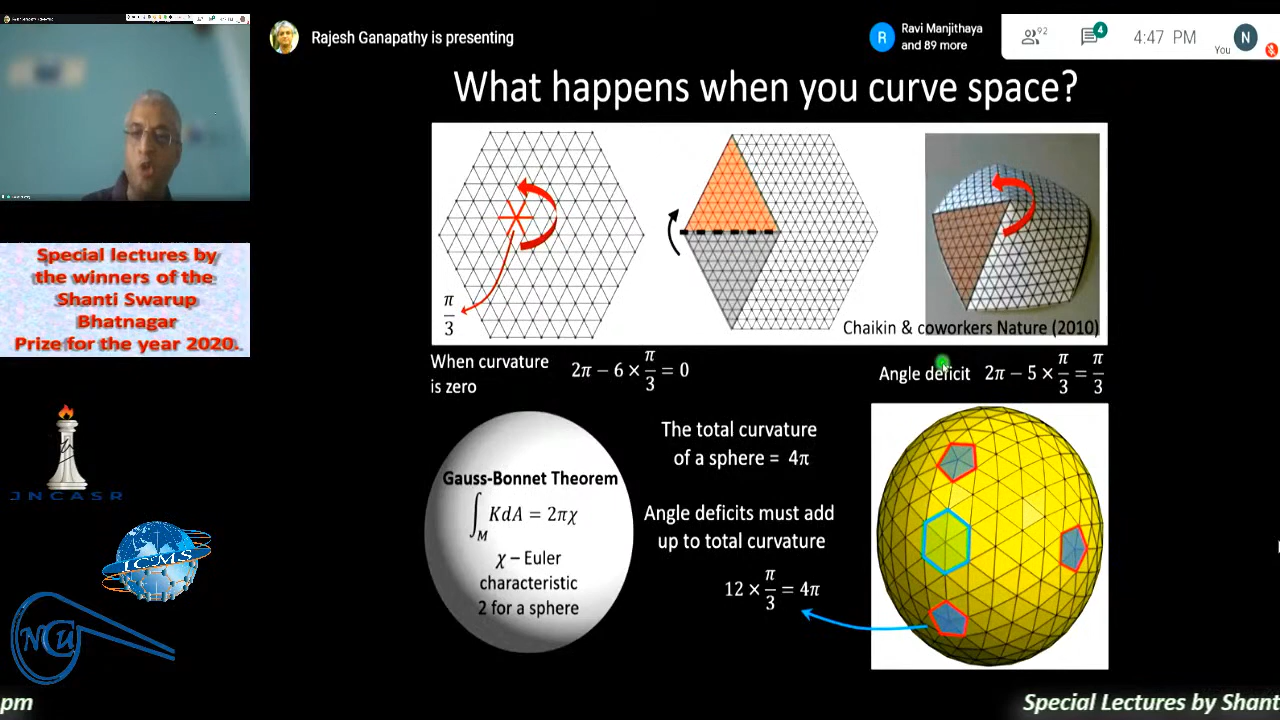 Rajesh Ganapathy is presenting
R
Ravi Manjithaya
and 89 more
92
4
4:47 PM
You
N
What happens when you curve space?
π/3
Chaikin & coworkers Nature (2010)
When curvature
is zero
2π − 6 × π/3 = 0
Angle deficit 2π − 5 × π/3 = π/3
Gauss-Bonnet Theorem
∫_M KdA = 2πχ
χ – Euler
characteristic
2 for a sphere
The total curvature
of a sphere = 4π
Angle deficits must add
up to total curvature
12 × π/3 = 4π
Special lectures by
the winners of the
Shanti Swarup
Bhatnagar
Prize for the year 2020.
JNCASR
ICMS
NCU
pm
Special Lectures by Shant